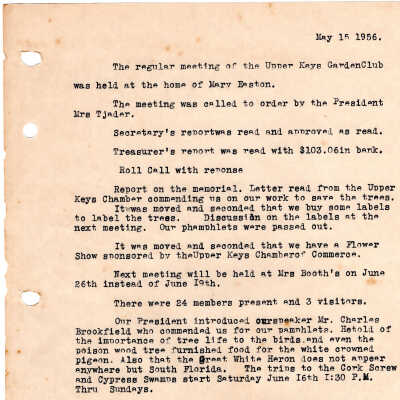 May 15 1956.
The regular meeting of the Upper Keys GardenClub
was held at the home of Mary Easton.
The meeting was called to order by the President
Mrs Tjader.
Secretary's reportwas read and approved as read.
Treasurer's report was read with $103.06in bank.
Roll Call with reponse
Report on the memorial. Letter read from the Upper
Keys Chamber commending us on our work to save the trees.
Itwas moved and seconded that we buy some labels
to label the tress. Discussion on the labels at the
next meeting. Our phamphlets were passed out.
It was moved and seconded that we have a Flower
Show sponsored by theUpper Keys Chamberof Commerce.
Next meeting will be held at Mrs Booth's on June
26th instead of June 19th.
There were 24 members present and 3 visitors.
Our President introduced ourspeaker Mr. Charles
Brookfield who commended us for our pamphlets. Hetold of
the importance of tree life to the birds.and even the
poison wood tree furnished food for the white crowned
pigeon. Also that the Great White Heron does not appear
anywhere but South Florida. The trips to the Cork Screw
and Cypress Swamps start Saturday June 16th 1:30 P.M.
Thru Sundays.